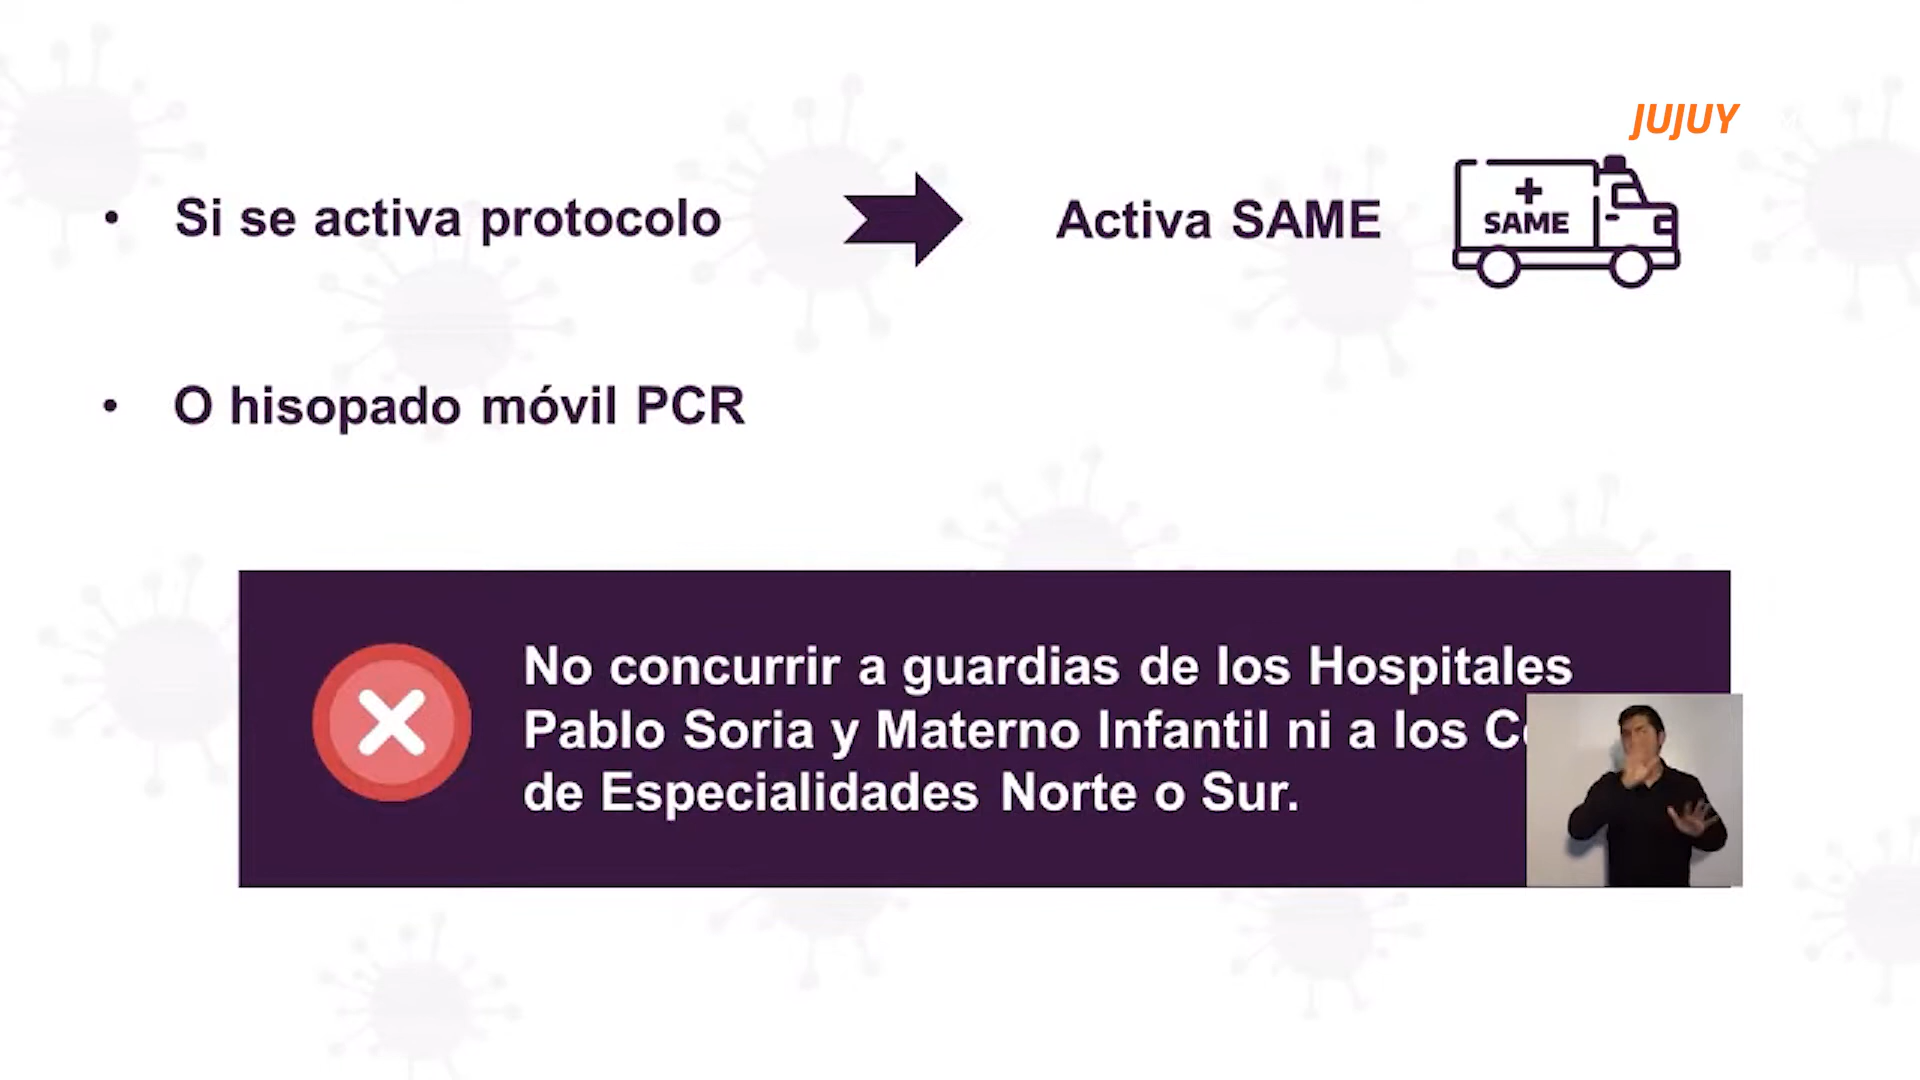 JUJUY
• Si se activa protocolo
Activa SAME
SAME
• O hisopado móvil PCR
No concurrir a guardias de los Hospitales
Pablo Soria y Materno Infantil ni a los
de Especialidades Norte o Sur.